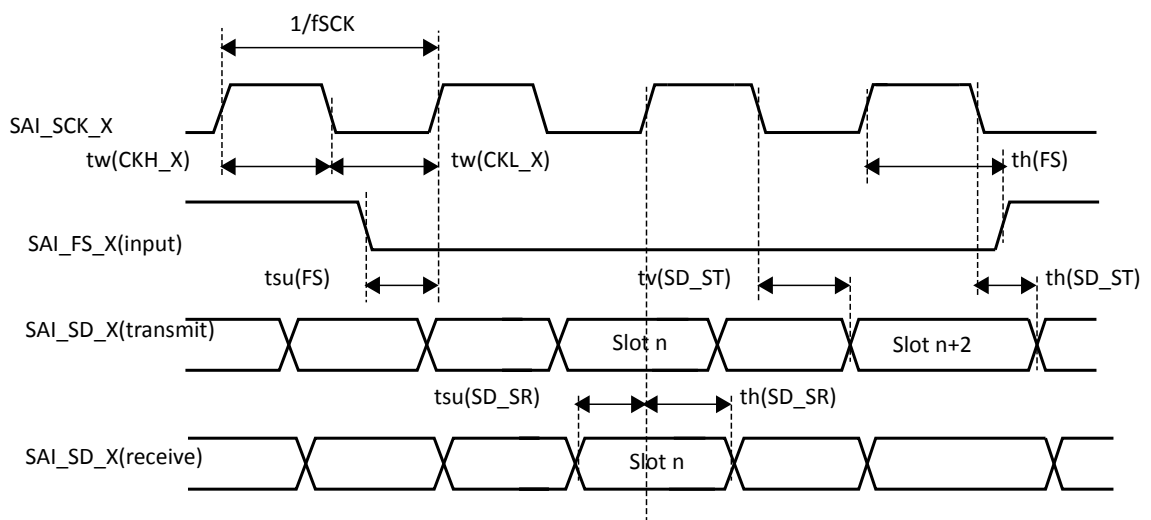 1/fSCK
SAI_SCK_X
tw(CKH_X)
tw(CKL_X)
th(FS)
SAI_FS_X(input)
tsu(FS)
tv(SD_ST)
th(SD_ST)
SAI_SD_X(transmit)
Slot n
Slot n+2
tsu(SD_SR)
th(SD_SR)
SAI_SD_X(receive)
Slot n